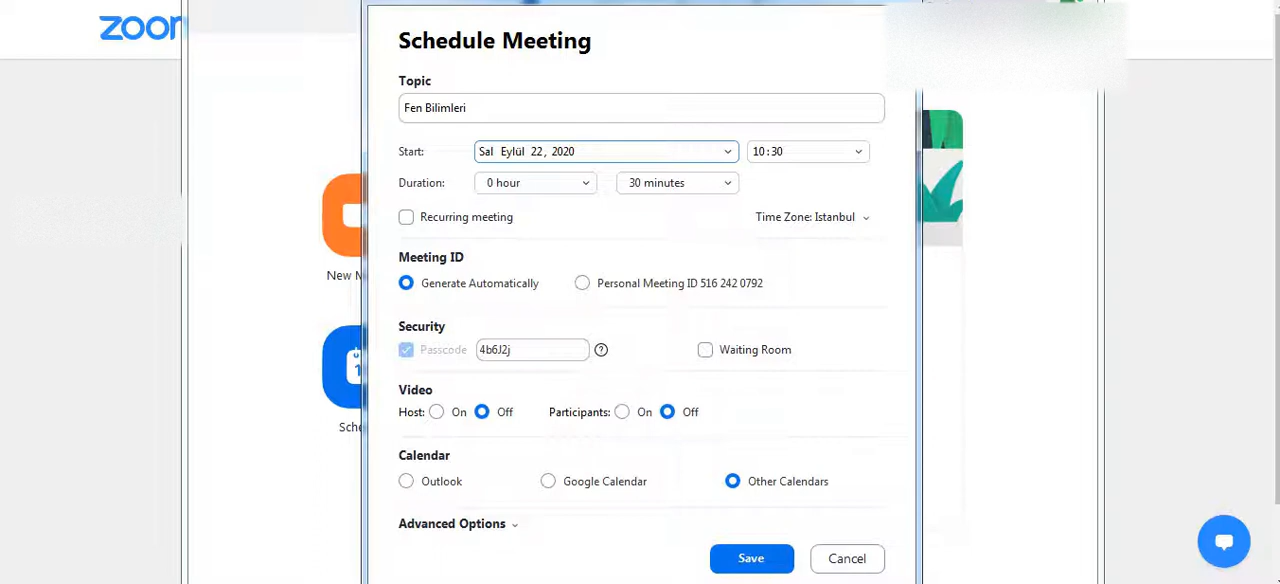 zoom
Schedule Meeting
Topic
Fen Bilimleri
Start: Sal Eylül 22, 2020 10:30
Duration: 0 hour 30 minutes
Recurring meeting Time Zone: Istanbul
Meeting ID
Generate Automatically Personal Meeting ID 516 242 0792
New
Security
Passcode 4b6J2j ? Waiting Room
Video
Host: On Off Participants: On Off
Calendar
Outlook Google Calendar Other Calendars
Advanced Options
Save Cancel